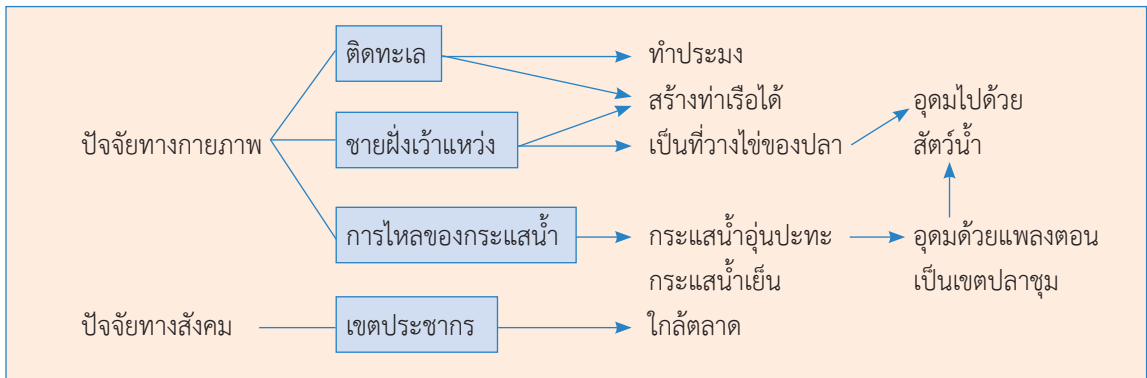 ติดทะเล
ทำประมง
สร้างท่าเรือได้
อุดมไปด้วย
ปัจจัยทางกายภาพ
ชายฝั่งเว้าแหว่ง
เป็นที่วางไข่ของปลา
สัตว์น้ำ
การไหลของกระแสน้ำ
กระแสน้ำอุ่นปะทะ
อุดมด้วยแพลงตอน
กระแสน้ำเย็น
เป็นเขตปลาชุม
ปัจจัยทางสังคม
เขตประชากร
ใกล้ตลาด